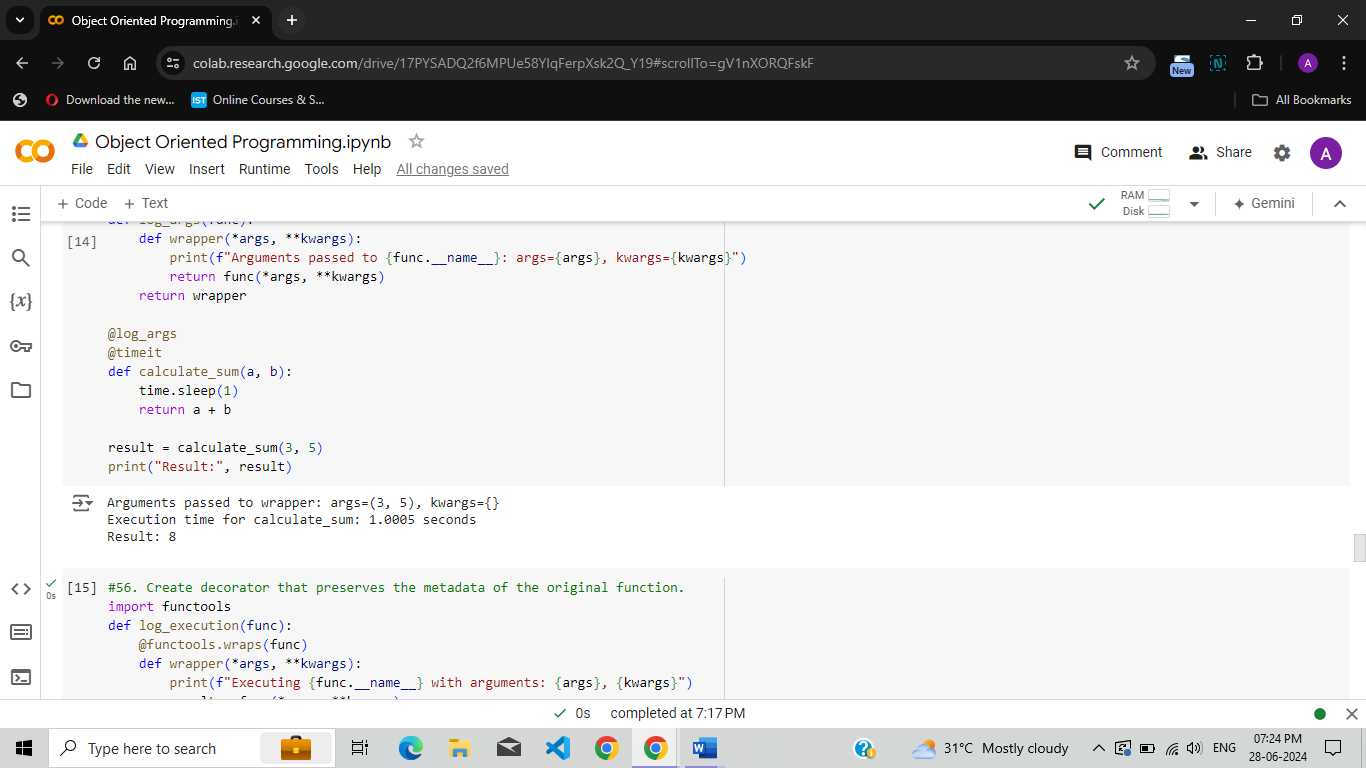 Object Oriented Programming.i
colab.research.google.com/drive/17PYSADQ2f6MPUe58YlqFerpXsk2Q_Y19#scrollTo=gV1nXORQFskF
New
N
A
Download the new...
IST
Online Courses & S...
All Bookmarks
Object Oriented Programming.ipynb
File Edit View Insert Runtime Tools Help All changes saved
Comment
Share
A
+ Code + Text
RAM
Disk
Gemini
def log_args(func):
[14]
def wrapper(*args, **kwargs):
print(f"Arguments passed to {func.__name__}: args={args}, kwargs={kwargs}")
return func(*args, **kwargs)
return wrapper
@log_args
@timeit
def calculate_sum(a, b):
time.sleep(1)
return a + b
result = calculate_sum(3, 5)
print("Result:", result)
Arguments passed to wrapper: args=(3, 5), kwargs={}
Execution time for calculate_sum: 1.0005 seconds
Result: 8
0s
[15] #56. Create decorator that preserves the metadata of the original function.
import functools
def log_execution(func):
@functools.wraps(func)
def wrapper(*args, **kwargs):
print(f"Executing {func.__name__} with arguments: {args}, {kwargs}")
0s completed at 7:17 PM
Type here to search
31°C Mostly cloudy
ENG
07:24 PM
28-06-2024